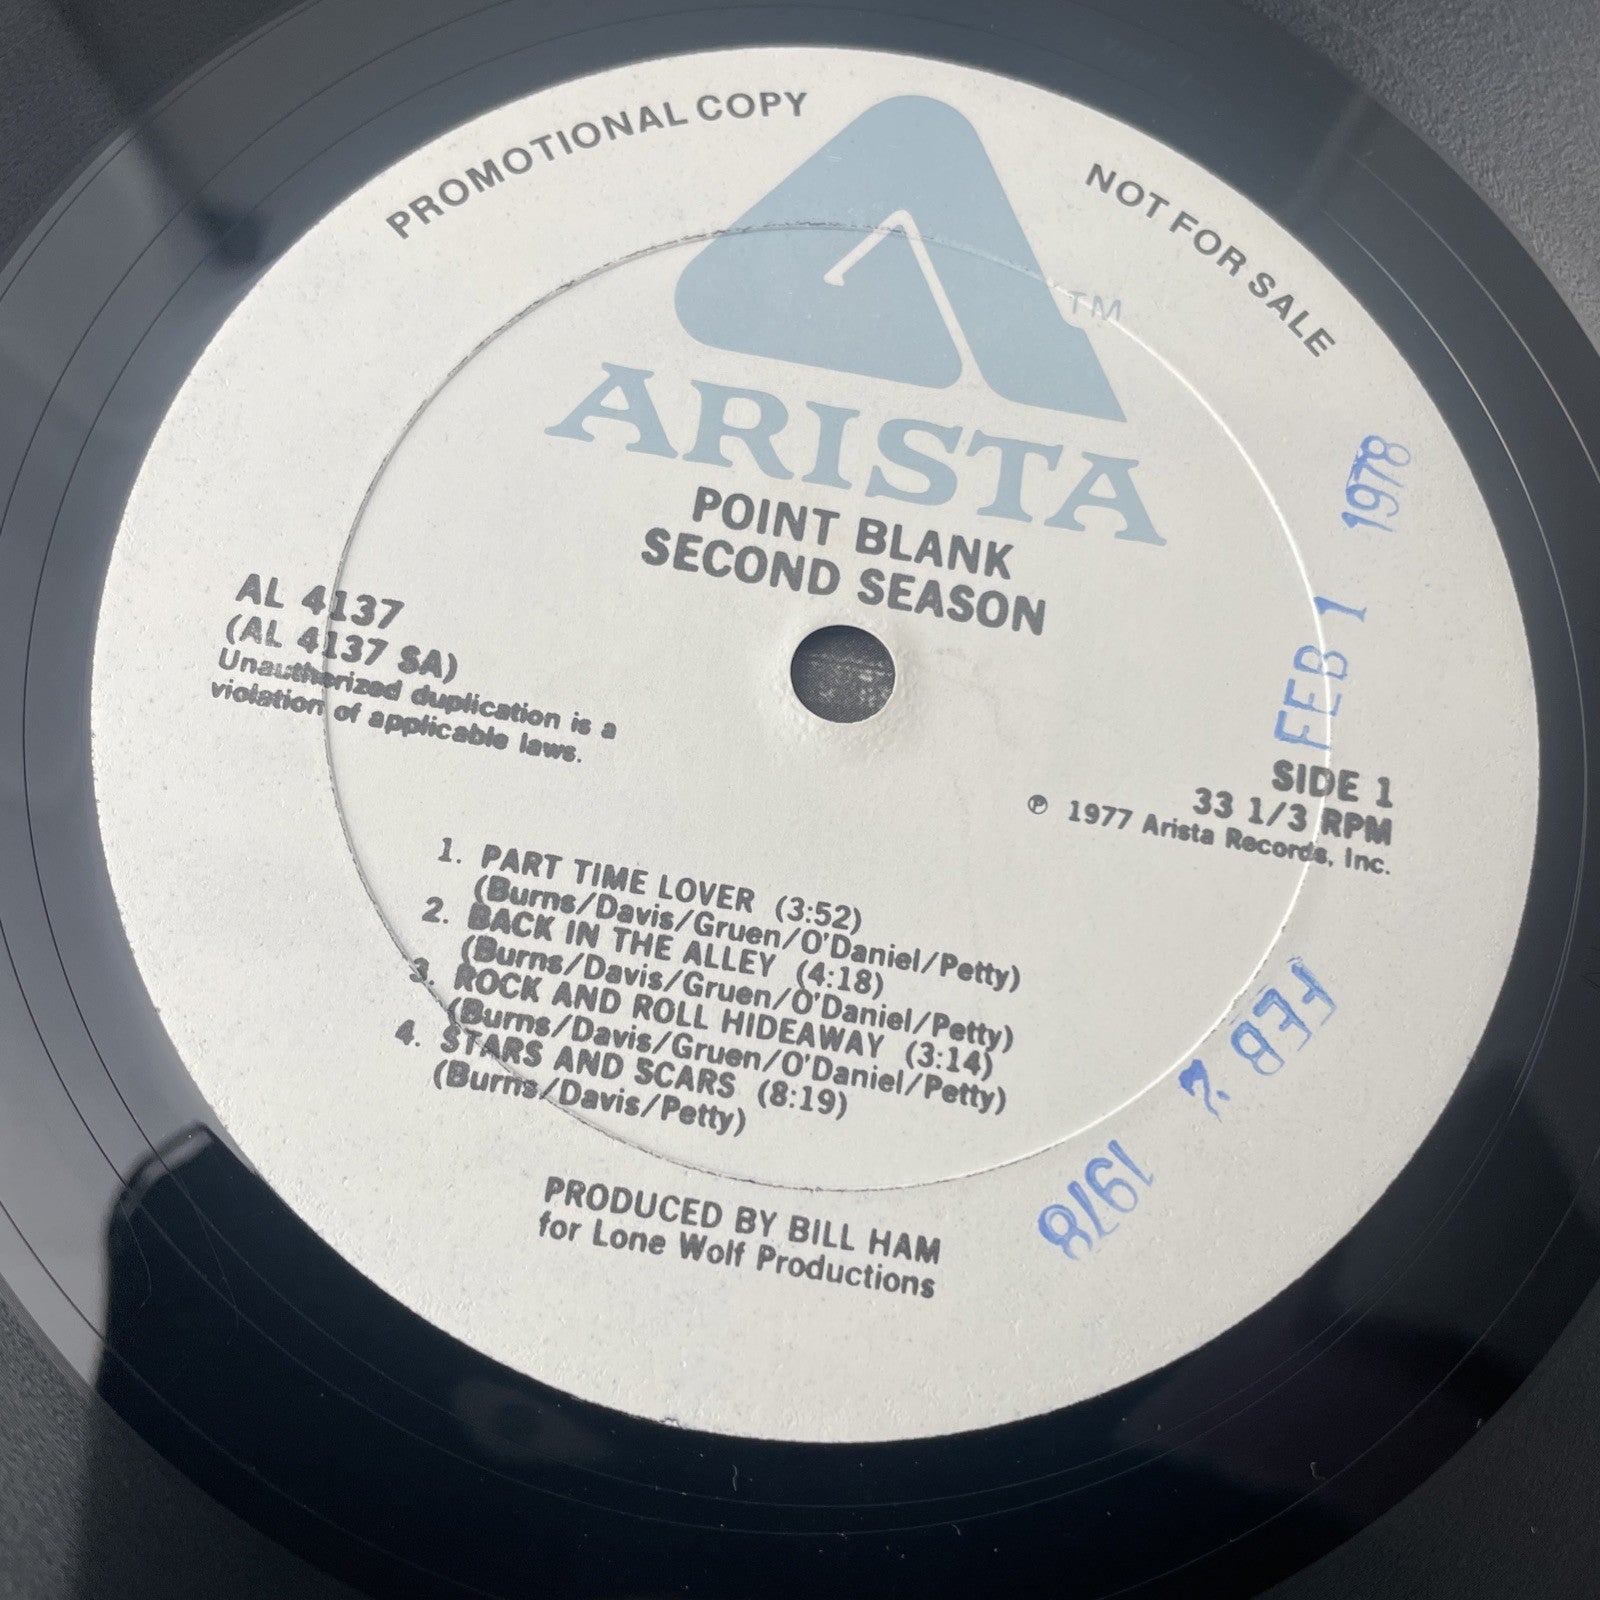 PROMOTIONAL COPY
NOT FOR SALE
TM
ARISTA
POINT BLANK
SECOND SEASON
AL 4137
(AL 4137 SA)
Unauthorized duplication is a
violation of applicable laws.
FEB 1 1978
SIDE 1
33 1/3 RPM
℗ 1977 Arista Records, Inc.
1. PART TIME LOVER (3:52)
(Burns/Davis/Gruen/O'Daniel/Petty)
2. BACK IN THE ALLEY (4:18)
(Burns/Davis/Gruen/O'Daniel/Petty)
3. ROCK AND ROLL HIDEAWAY (3:14)
(Burns/Davis/Gruen/O'Daniel/Petty)
4. STARS AND SCARS (8:19)
(Burns/Davis/Petty)
FEB 2 1978
PRODUCED BY BILL HAM
for Lone Wolf Productions